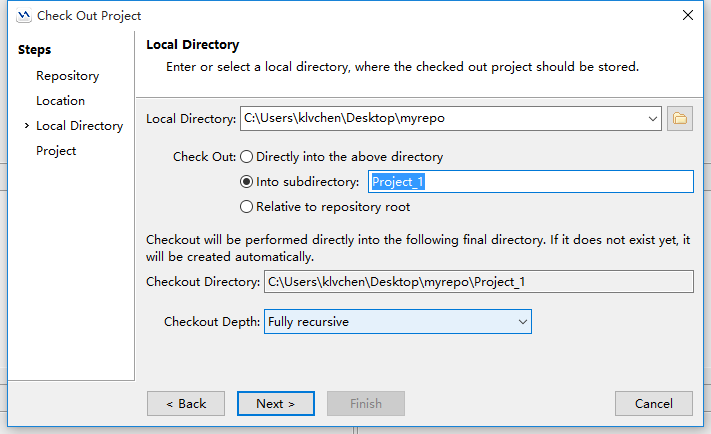 Check Out Project
Steps
Repository
Location
Local Directory
Project
Local Directory
Enter or select a local directory, where the checked out project should be stored.
Local Directory: C:\Users\klvchen\Desktop\myrepo
Check Out: Directly into the above directory
Into subdirectory: Project_1
Relative to repository root
Checkout will be performed directly into the following final directory. If it does not exist yet, it
will be created automatically.
Checkout Directory: C:\Users\klvchen\Desktop\myrepo\Project_1
Checkout Depth: Fully recursive
< Back Next > Finish Cancel